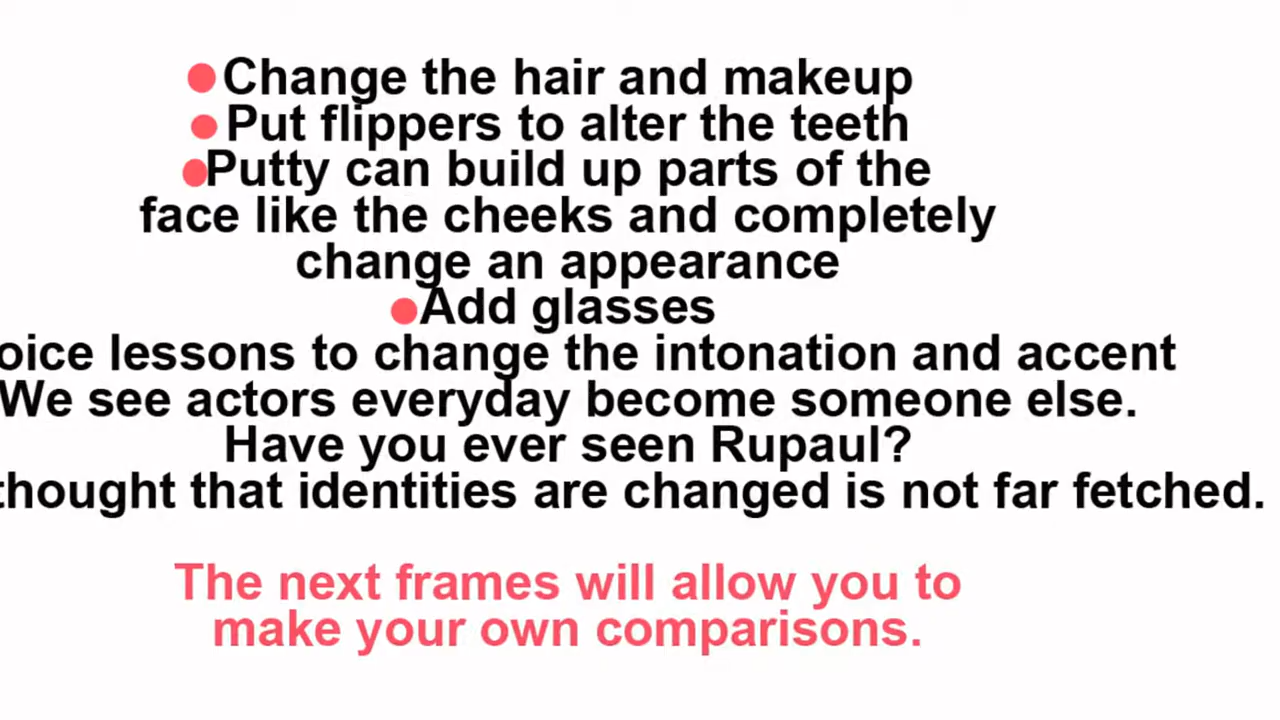 Change the hair and makeup
Put flippers to alter the teeth
Putty can build up parts of the
face like the cheeks and completely
change an appearance
Add glasses
oice lessons to change the intonation and accent
We see actors everyday become someone else.
Have you ever seen Rupaul?
thought that identities are changed is not far fetched.
The next frames will allow you to
make your own comparisons.